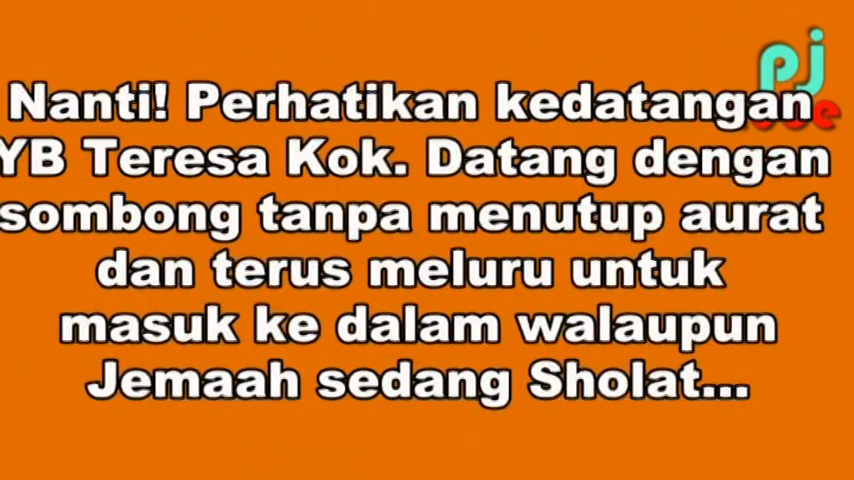 pj
Nanti! Perhatikan kedatangan
YB Teresa Kok. Datang dengan
sombong tanpa menutup aurat
dan terus meluru untuk
masuk ke dalam walaupun
Jemaah sedang Sholat...